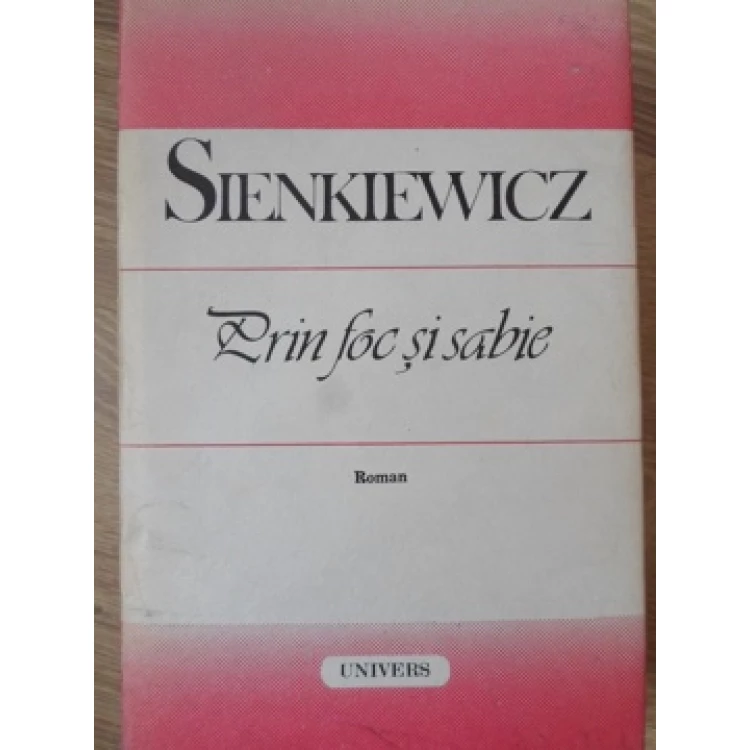 SIENKIEWICZ
Prin foc și sabie
Roman
UNIVERS